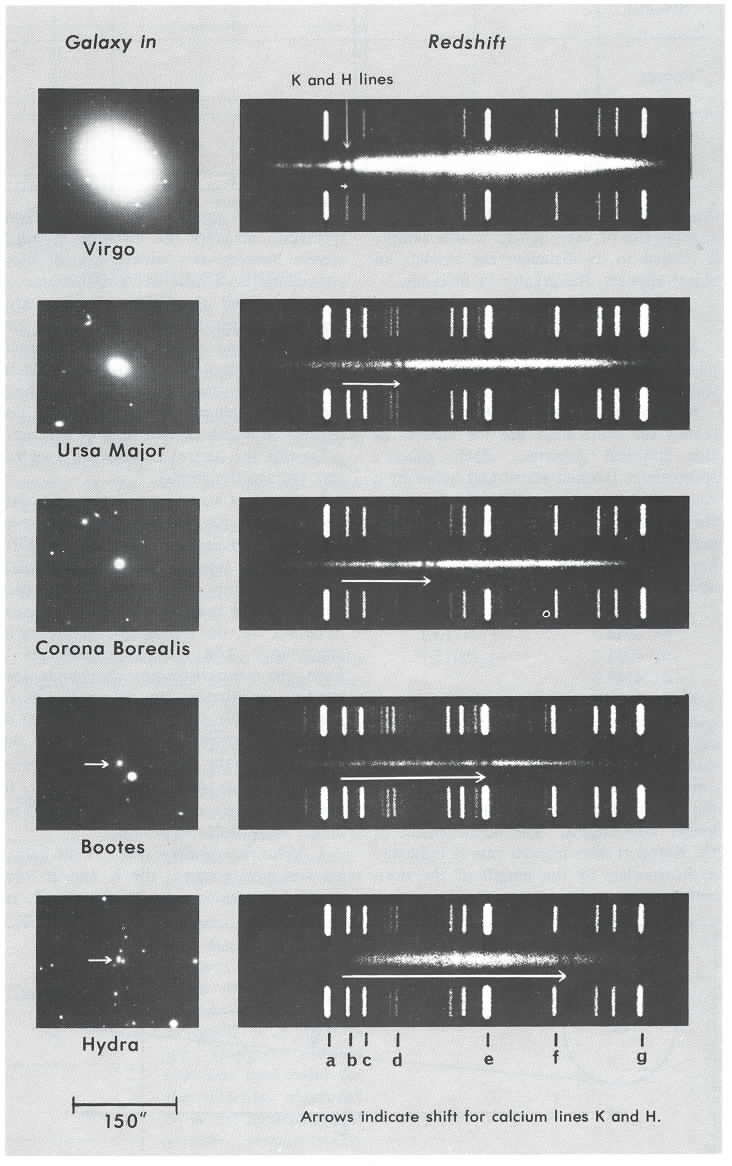 Galaxy in Redshift
K and H lines
Virgo
Ursa Major
Corona Borealis
Bootes
Hydra
a b c d e f g
150"
Arrows indicate shift for calcium lines K and H.